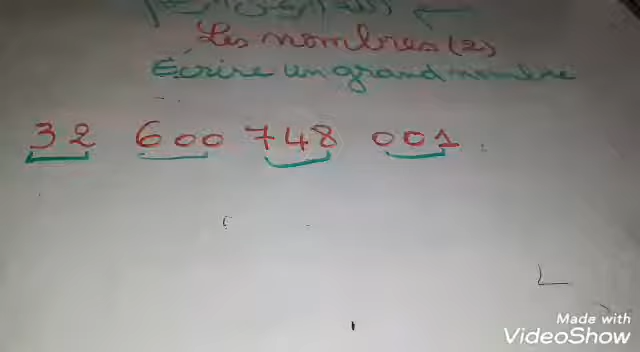 Les nombres (2)
Écrire un grand nombre
32 600 748 001
Made with
VideoShow